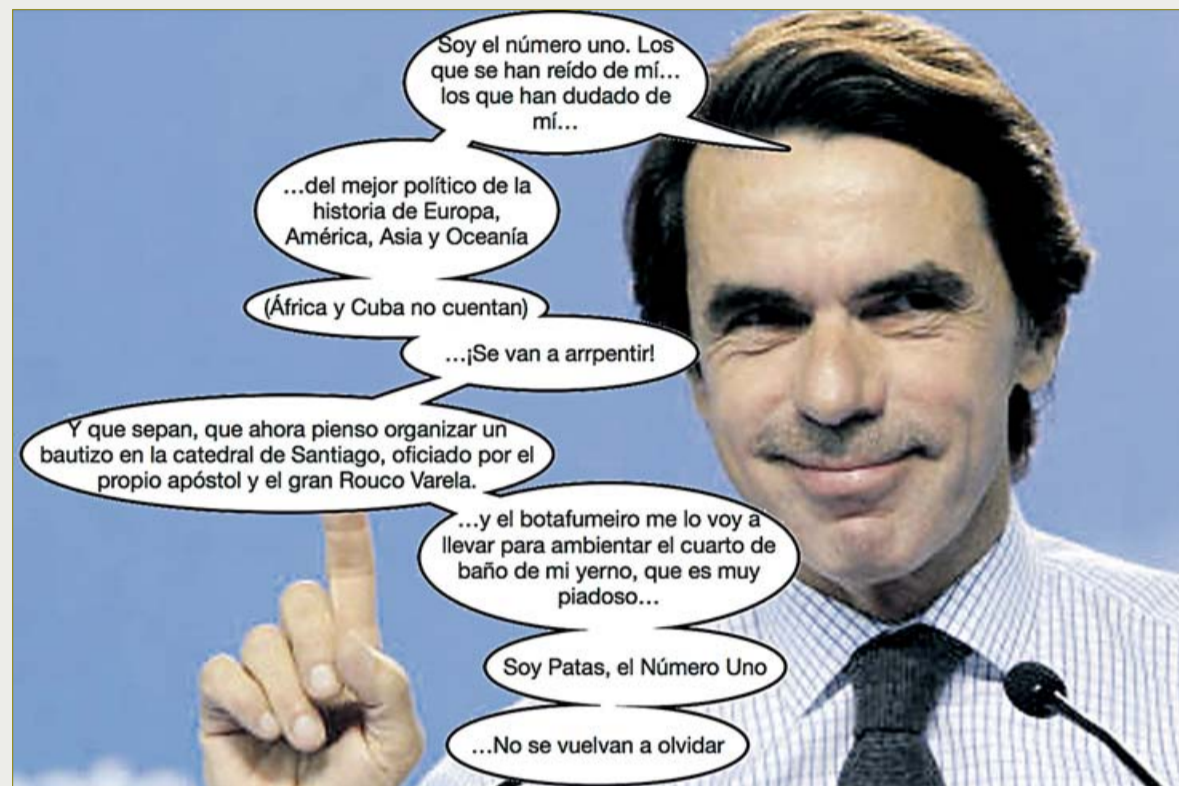 Soy el número uno. Los
que se han reído de mí...
los que han dudado de
mí...
...del mejor político de la
historia de Europa,
América, Asia y Oceanía
(África y Cuba no cuentan)
...¡Se van a arrpentir!
Y que sepan, que ahora pienso organizar un
bautizo en la catedral de Santiago, oficiado por el
propio apóstol y el gran Rouco Varela.
...y el botafumeiro me lo voy a
llevar para ambientar el cuarto de
baño de mi yerno, que es muy
piadoso...
Soy Patas, el Número Uno
...No se vuelvan a olvidar